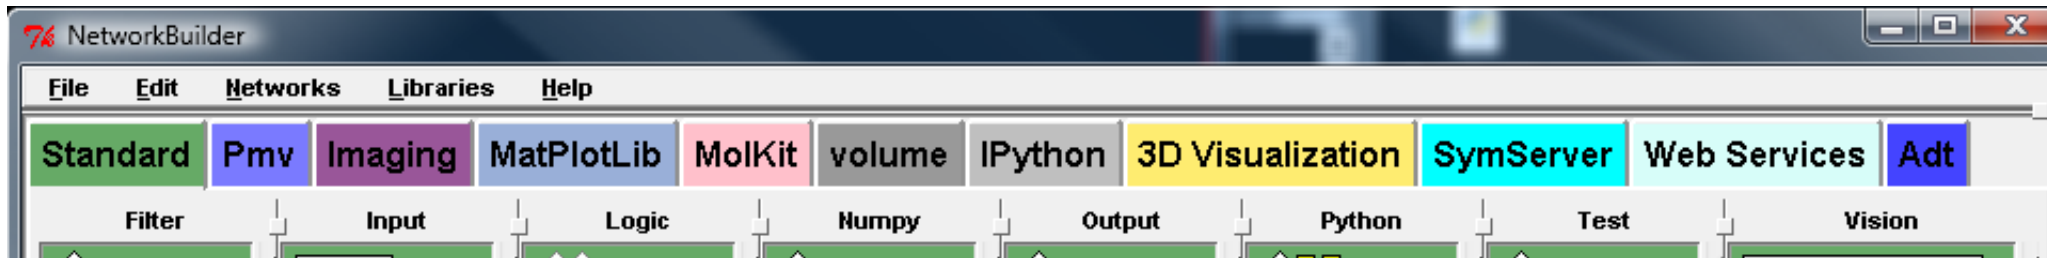 NetworkBuilder
File Edit Networks Libraries Help
Standard Pmv Imaging MatPlotLib MolKit volume IPython 3D Visualization SymServer Web Services Adt
Filter Input Logic Numpy Output Python Test Vision